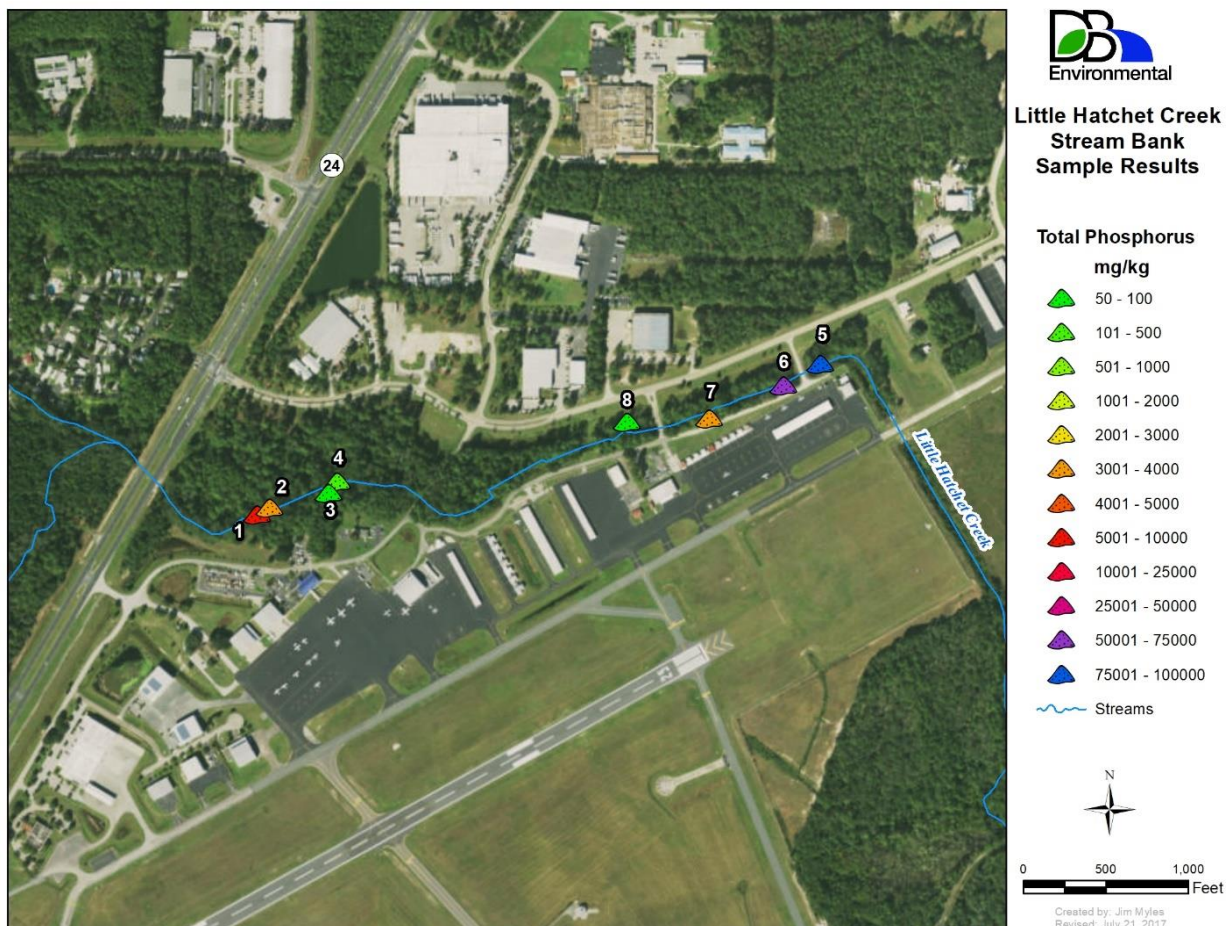 DB
Environmental
Little Hatchet Creek
Stream Bank
Sample Results
Total Phosphorus
mg/kg
50 - 100
101 - 500
501 - 1000
1001 - 2000
2001 - 3000
3001 - 4000
4001 - 5000
5001 - 10000
10001 - 25000
25001 - 50000
50001 - 75000
75001 - 100000
Streams
N
0 500 1,000
Feet
Created by: Jim Myles
Revised: July 21, 2017
24
5
6
7
8
4
2
3
1
Little Hatchet Creek
25